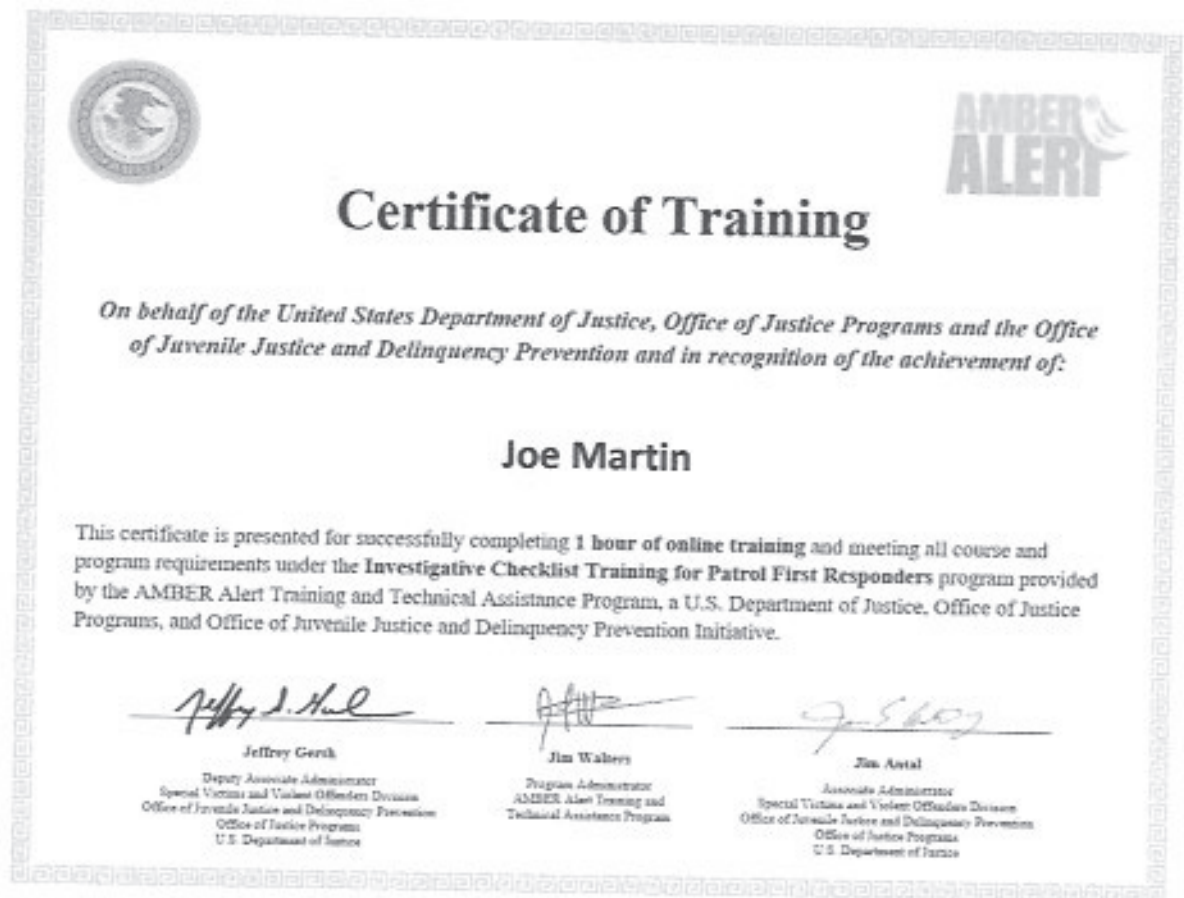 AMBER
ALERT
Certificate of Training
On behalf of the United States Department of Justice, Office of Justice Programs and the Office
of Juvenile Justice and Delinquency Prevention and in recognition of the achievement of:
Joe Martin
This certificate is presented for successfully completing 1 hour of online training and meeting all course and
program requirements under the Investigative Checklist Training for Patrol First Responders program provided
by the AMBER Alert Training and Technical Assistance Program, a U.S. Department of Justice, Office of Justice
Programs, and Office of Juvenile Justice and Delinquency Prevention Initiative.
Jeffrey Gersh
Deputy Associate Administrator
Special Victims and Violent Offenders Division
Office of Juvenile Justice and Delinquency Prevention
Office of Justice Programs
U.S. Department of Justice
Jim Walters
Program Administrator
AMBER Alert Training and
Technical Assistance Program
Jim Antal
Associate Administrator
Special Victims and Violent Offenders Division
Office of Juvenile Justice and Delinquency Prevention
Office of Justice Programs
U.S. Department of Justice